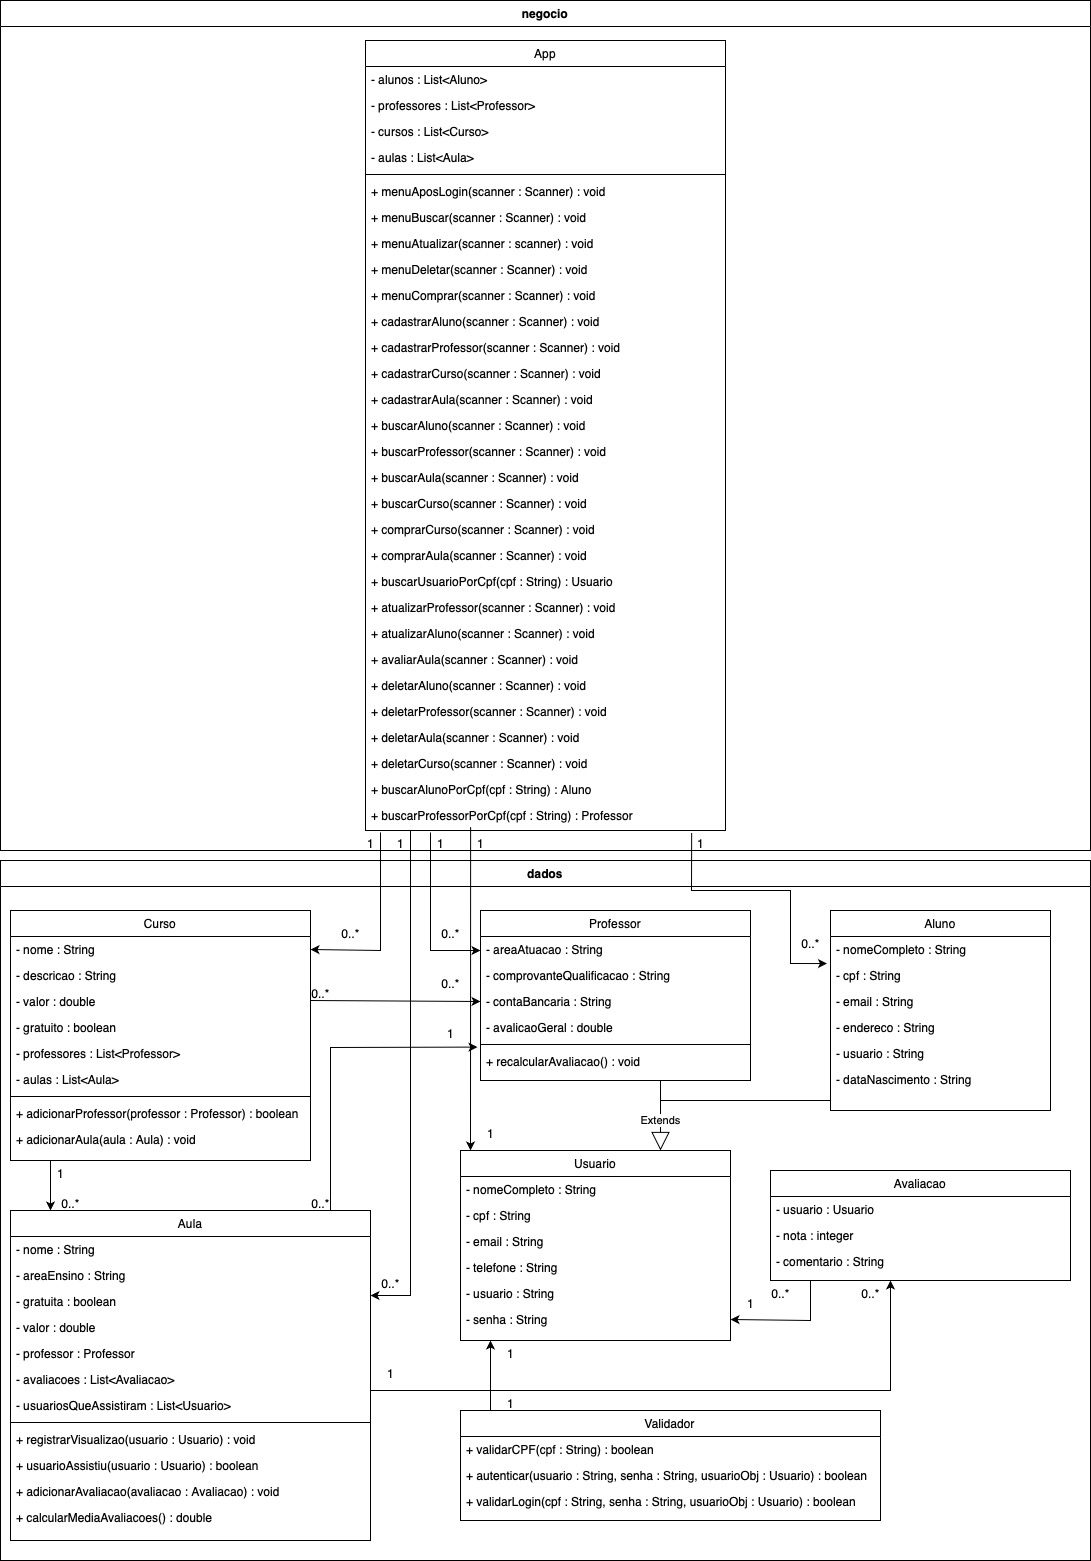 negocio
App
- alunos : List<Aluno>
- professores : List<Professor>
- cursos : List<Curso>
- aulas : List<Aula>
+ menuAposLogin(scanner : Scanner) : void
+ menuBuscar(scanner : Scanner) : void
+ menuAtualizar(scanner : scanner) : void
+ menuDeletar(scanner : Scanner) : void
+ menuComprar(scanner : Scanner) : void
+ cadastrarAluno(scanner : Scanner) : void
+ cadastrarProfessor(scanner : Scanner) : void
+ cadastrarCurso(scanner : Scanner) : void
+ cadastrarAula(scanner : Scanner) : void
+ buscarAluno(scanner : Scanner) : void
+ buscarProfessor(scanner : Scanner) : void
+ buscarAula(scanner : Scanner) : void
+ buscarCurso(scanner : Scanner) : void
+ comprarCurso(scanner : Scanner) : void
+ comprarAula(scanner : Scanner) : void
+ buscarUsuarioPorCpf(cpf : String) : Usuario
+ atualizarProfessor(scanner : Scanner) : void
+ atualizarAluno(scanner : Scanner) : void
+ avaliarAula(scanner : Scanner) : void
+ deletarAluno(scanner : Scanner) : void
+ deletarProfessor(scanner : Scanner) : void
+ deletarAula(scanner : Scanner) : void
+ deletarCurso(scanner : Scanner) : void
+ buscarAlunoPorCpf(cpf : String) : Aluno
+ buscarProfessorPorCpf(cpf : String) : Professor
1
1
1
1
1
dados
Curso
- nome : String
- descricao : String
- valor : double
- gratuito : boolean
- professores : List<Professor>
- aulas : List<Aula>
+ adicionarProfessor(professor : Professor) : boolean
+ adicionarAula(aula : Aula) : void
0..*
0..*
0..*
0..*
1
Professor
- areaAtuacao : String
- comprovanteQualificacao : String
- contaBancaria : String
- avalicaoGeral : double
+ recalcularAvaliacao() : void
0..*
Aluno
- nomeCompleto : String
- cpf : String
- email : String
- endereco : String
- usuario : String
- dataNascimento : String
Extends
1
1
0..*
0..*
Aula
- nome : String
- areaEnsino : String
- gratuita : boolean
- valor : double
- professor : Professor
- avaliacoes : List<Avaliacao>
- usuariosQueAssistiram : List<Usuario>
+ registrarVisualizao(usuario : Usuario) : void
+ usuarioAssistiu(usuario : Usuario) : boolean
+ adicionarAvaliacao(avaliacao : Avaliacao) : void
+ calcularMediaAvaliacoes() : double
0..*
1
Usuario
- nomeCompleto : String
- cpf : String
- email : String
- telefone : String
- usuario : String
- senha : String
Avaliacao
- usuario : Usuario
- nota : integer
- comentario : String
0..*
0..*
1
1
1
Validador
+ validarCPF(cpf : String) : boolean
+ autenticar(usuario : String, senha : String, usuarioObj : Usuario) : boolean
+ validarLogin(cpf : String, senha : String, usuarioObj : Usuario) : boolean